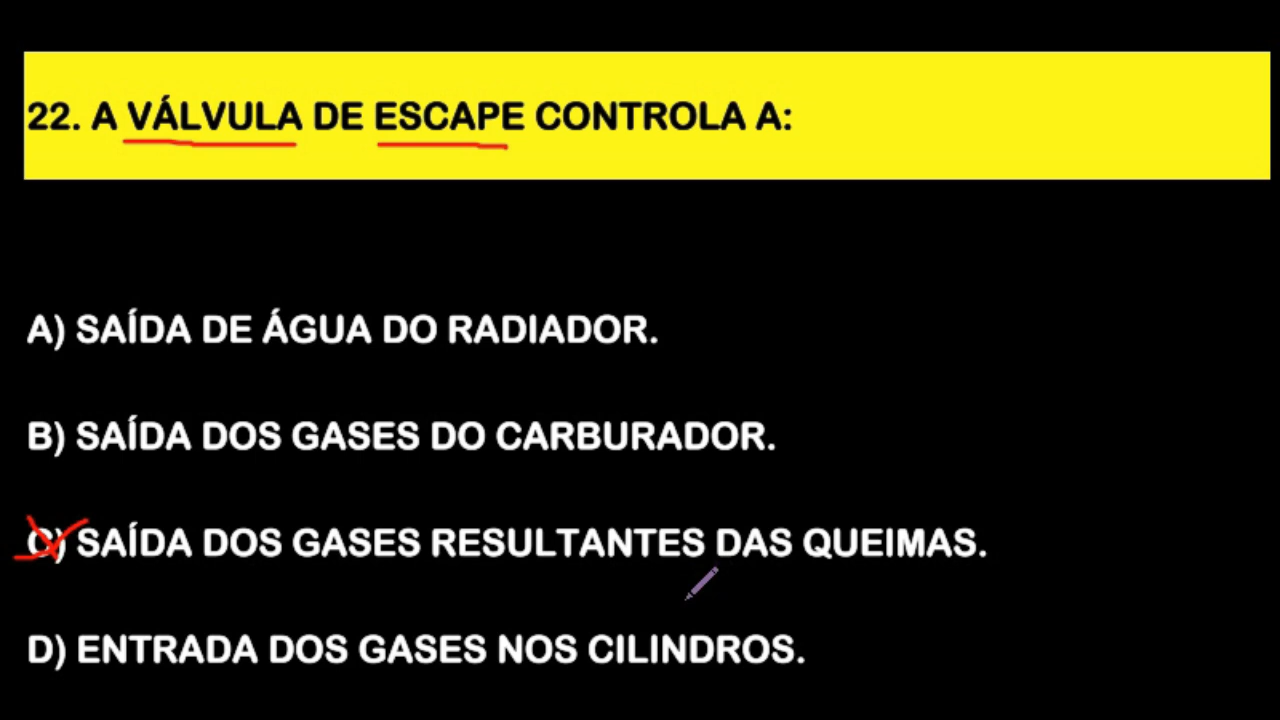 22. A VÁLVULA DE ESCAPE CONTROLA A:
A) SAÍDA DE ÁGUA DO RADIADOR.
B) SAÍDA DOS GASES DO CARBURADOR.
C) SAÍDA DOS GASES RESULTANTES DAS QUEIMAS.
D) ENTRADA DOS GASES NOS CILINDROS.